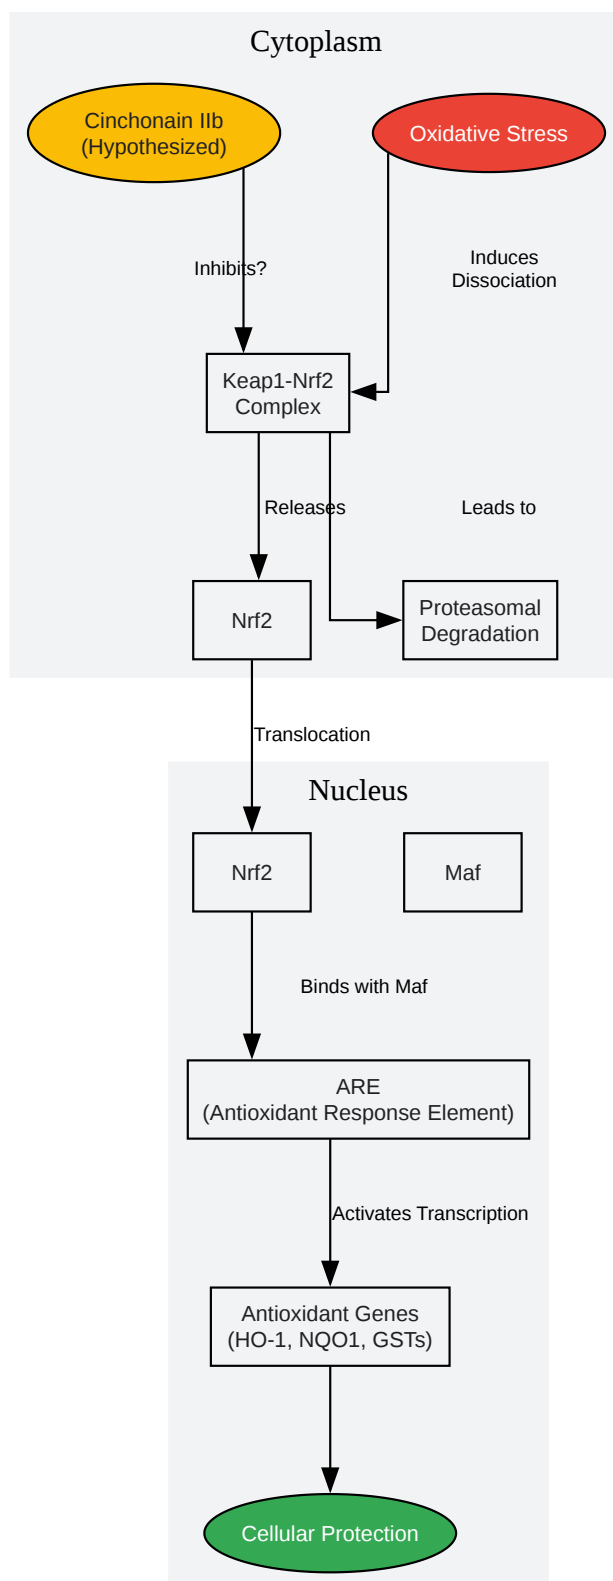 Cytoplasm
Cinchonain IIb
(Hypothesized)
Oxidative Stress
Inhibits?
Induces
Dissociation
Keap1-Nrf2
Complex
Releases
Leads to
Nrf2
Proteasomal
Degradation
Translocation
Nucleus
Nrf2
Maf
Binds with Maf
ARE
(Antioxidant Response Element)
Activates Transcription
Antioxidant Genes
(HO-1, NQO1, GSTs)
Cellular Protection